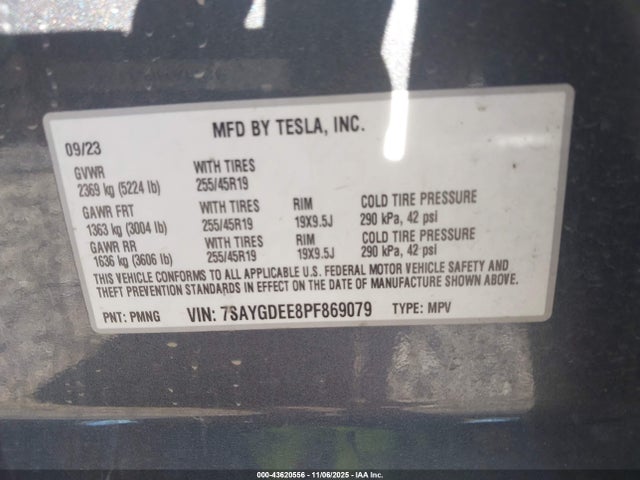 MFD BY TESLA, INC.
09/23
GVWR WITH TIRES
2369 kg (5224 lb) 255/45R19
GAWR FRT WITH TIRES RIM COLD TIRE PRESSURE
1363 kg (3004 lb) 255/45R19 19X9.5J 290 kPa, 42 psi
GAWR RR WITH TIRES RIM COLD TIRE PRESSURE
1636 kg (3606 lb) 255/45R19 19X9.5J 290 kPa, 42 psi
THIS VEHICLE CONFORMS TO ALL APPLICABLE U.S. FEDERAL MOTOR VEHICLE SAFETY AND
THEFT PREVENTION STANDARDS IN EFFECT ON THE DATE OF MANUFACTURE SHOWN ABOVE.
PNT: PMNG VIN: 7SAYGDEE8PF869079 TYPE: MPV
000-43620556 - 11/06/2025 - IAA Inc.